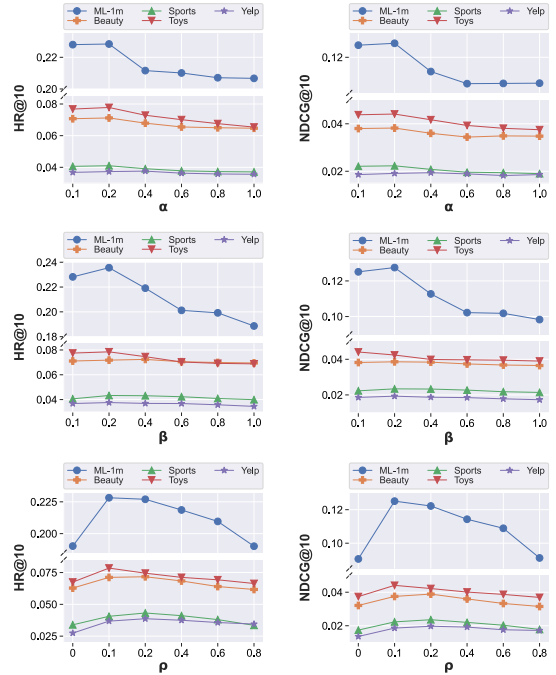 ML-1m Sports Yelp
Beauty Toys
0.22
0.20
0.08
0.06
0.04
HR@10
0.1 0.2 0.4 0.6 0.8 1.0
α
ML-1m Sports Yelp
Beauty Toys
0.12
0.04
0.02
NDCG@10
0.1 0.2 0.4 0.6 0.8 1.0
α
ML-1m Sports Yelp
Beauty Toys
0.24
0.22
0.20
0.18
0.08
0.06
0.04
HR@10
0.1 0.2 0.4 0.6 0.8 1.0
β
ML-1m Sports Yelp
Beauty Toys
0.12
0.10
0.04
0.02
NDCG@10
0.1 0.2 0.4 0.6 0.8 1.0
β
ML-1m Sports Yelp
Beauty Toys
0.225
0.200
0.075
0.050
0.025
HR@10
0 0.1 0.2 0.4 0.6 0.8
ρ
ML-1m Sports Yelp
Beauty Toys
0.12
0.10
0.04
0.02
NDCG@10
0 0.1 0.2 0.4 0.6 0.8
ρ